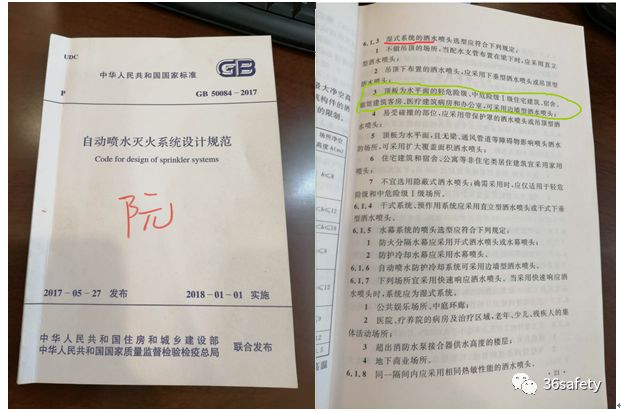 UDC
中华人民共和国国家标准
GB
P
GB 50084-2017
自动喷水灭火系统设计规范
Code for design of sprinkler systems
阮
2017-05-27 发布
2018-01-01 实施
中华人民共和国住房和城乡建设部
中华人民共和国国家质量监督检验检疫总局
联合发布
6.1.3 湿式系统的洒水喷头选型应符合下列规定:
1 不做吊顶的场所,当配水支管布置在梁下时,应采用直立
型洒水喷头;
2 吊顶下布置的洒水喷头,应采用下垂型洒水喷头或吊顶型
洒水喷头;
3 顶板为水平面的轻危险级、中危险级Ⅰ级住宅建筑、宿舍、
旅馆建筑客房、医疗建筑病房和办公室,可采用边墙型洒水喷头;
4 易受碰撞的部位,应采用带保护罩的洒水喷头或吊顶型洒
水喷头;
5 顶板为水平面,且无梁、通风管道等障碍物影响喷头洒水
的场所,可采用扩大覆盖面积洒水喷头;
6 住宅建筑和宿舍、公寓等非住宅类居住建筑宜采用家用
喷头;
7 不宜选用隐蔽式洒水喷头;确需采用时,应仅适用于轻危
险级和中危险级Ⅰ级场所。
6.1.4 干式系统、预作用系统应采用直立型洒水喷头或干式下垂
型洒水喷头。
6.1.5 水幕系统的喷头选型应符合下列规定:
1 防火分隔水幕应采用开式洒水喷头或水幕喷头;
2 防护冷却水幕应采用水幕喷头。
6.1.6 自动喷水防护冷却系统可采用边墙型洒水喷头。
6.1.7 下列场所宜采用快速响应洒水喷头。当采用快速响应洒
水喷头时,系统应为湿式系统。
1 公共娱乐场所、中庭环廊;
2 医院、疗养院的病房及治疗区域,老年、少儿、残疾人的集
体活动场所;
3 超出消防水泵接合器供水高度的楼层;
4 地下商业场所。
6.1.8 同一隔间内应采用相同热敏性能的洒水喷头。
· 21 ·
36safety